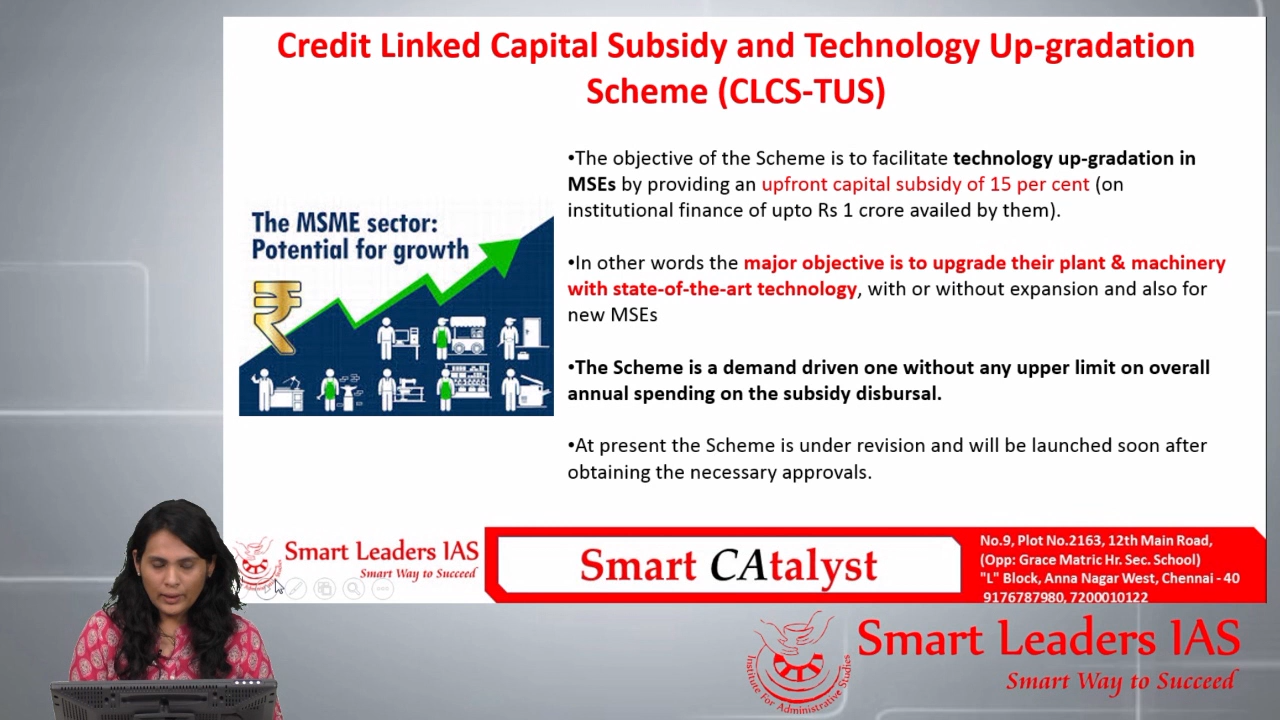 Credit Linked Capital Subsidy and Technology Up-gradation
Scheme (CLCS-TUS)
The MSME sector:
Potential for growth
•The objective of the Scheme is to facilitate technology up-gradation in
MSEs by providing an upfront capital subsidy of 15 per cent (on
institutional finance of upto Rs 1 crore availed by them).
•In other words the major objective is to upgrade their plant & machinery
with state-of-the-art technology, with or without expansion and also for
new MSEs
•The Scheme is a demand driven one without any upper limit on overall
annual spending on the subsidy disbursal.
•At present the Scheme is under revision and will be launched soon after
obtaining the necessary approvals.
Smart Leaders IAS
Smart Way to Succeed
Smart CAtalyst
No.9, Plot No.2163, 12th Main Road,
(Opp: Grace Matric Hr. Sec. School)
"L" Block, Anna Nagar West, Chennai - 40
9176787980, 7200010122
Institute For Administrative Studies
Smart Leaders IAS
Smart Way to Succeed